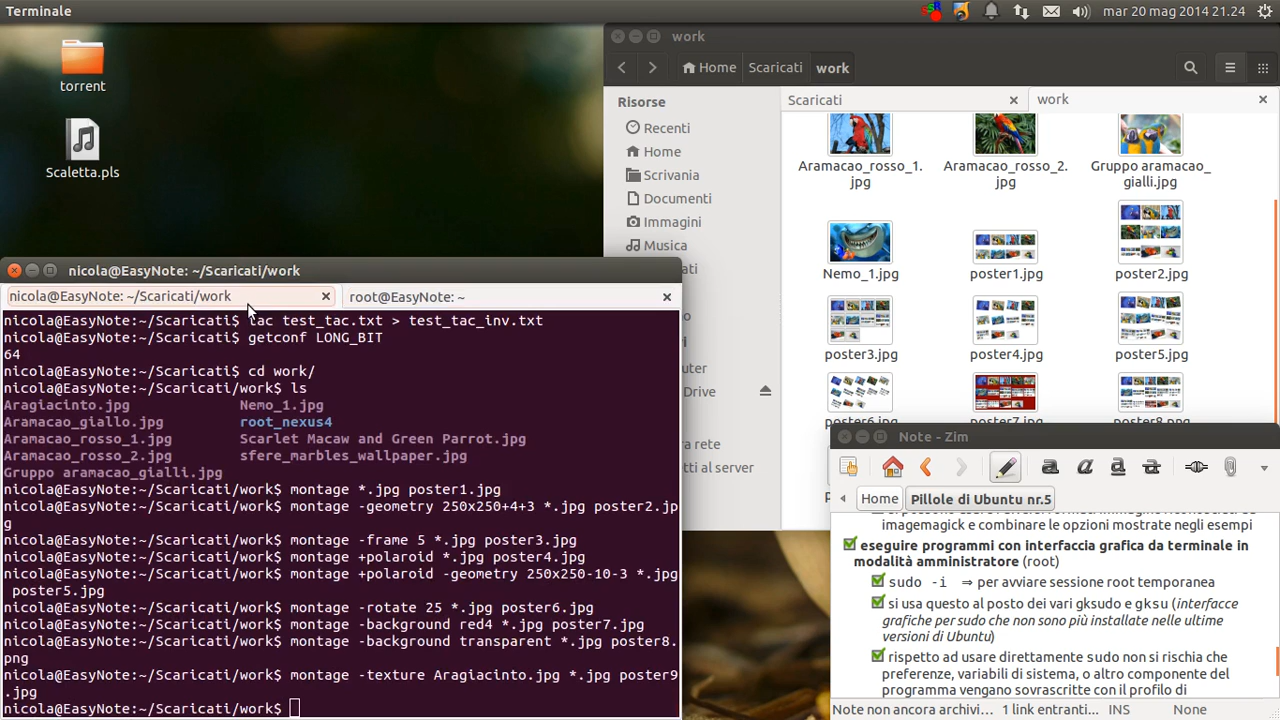 Terminale
mar 20 mag 2014 21.24
torrent
Scaletta.pls
work
Home
Scaricati
work
Risorse
Recenti
Home
Scrivania
Documenti
Immagini
Musica
ati
uter
Drive
a rete
etti al server
Scaricati
work
Aramacao_rosso_1.
jpg
Aramacao_rosso_2.
jpg
Gruppo aramacao_
gialli.jpg
Nemo_1.jpg
poster1.jpg
poster2.jpg
poster3.jpg
poster4.jpg
poster5.jpg
poster6.jpg
poster7.jpg
poster8.png
nicola@EasyNote: ~/Scaricati/work
nicola@EasyNote: ~/Scaricati/work
root@EasyNote: ~
nicola@EasyNote:~/Scaricati$ tac test_tac.txt > test_tac_inv.txt
nicola@EasyNote:~/Scaricati$ getconf LONG_BIT
64
nicola@EasyNote:~/Scaricati$ cd work/
nicola@EasyNote:~/Scaricati/work$ ls
Aragiacinto.jpg Nemo_1.jpg
Aramacao_giallo.jpg root_nexus4
Aramacao_rosso_1.jpg Scarlet Macaw and Green Parrot.jpg
Aramacao_rosso_2.jpg sfere_marbles_wallpaper.jpg
Gruppo aramacao_gialli.jpg
nicola@EasyNote:~/Scaricati/work$ montage *.jpg poster1.jpg
nicola@EasyNote:~/Scaricati/work$ montage -geometry 250x250+4+3 *.jpg poster2.jp
g
nicola@EasyNote:~/Scaricati/work$ montage -frame 5 *.jpg poster3.jpg
nicola@EasyNote:~/Scaricati/work$ montage +polaroid *.jpg poster4.jpg
nicola@EasyNote:~/Scaricati/work$ montage +polaroid -geometry 250x250-10-3 *.jpg
poster5.jpg
nicola@EasyNote:~/Scaricati/work$ montage -rotate 25 *.jpg poster6.jpg
nicola@EasyNote:~/Scaricati/work$ montage -background red4 *.jpg poster7.jpg
nicola@EasyNote:~/Scaricati/work$ montage -background transparent *.jpg poster8.
png
nicola@EasyNote:~/Scaricati/work$ montage -texture Aragiacinto.jpg *.jpg poster9
.jpg
nicola@EasyNote:~/Scaricati/work$
Note - Zim
Home
Pillole di Ubuntu nr.5
imagemagick e combinare le opzioni mostrate negli esempi
eseguire programmi con interfaccia grafica da terminale in
modalità amministratore (root)
sudo -i ⇒ per avviare sessione root temporanea
si usa questo al posto dei vari gksudo e gksu (interfacce
grafiche per sudo che non sono più installate nelle ultime
versioni di Ubuntu)
rispetto ad usare direttamente sudo non si rischia che
preferenze, variabili di sistema, o altro componente del
programma vengano sovrascritte con il profilo di
Note non ancora archivi...
1 link entranti...
INS
Nessuno